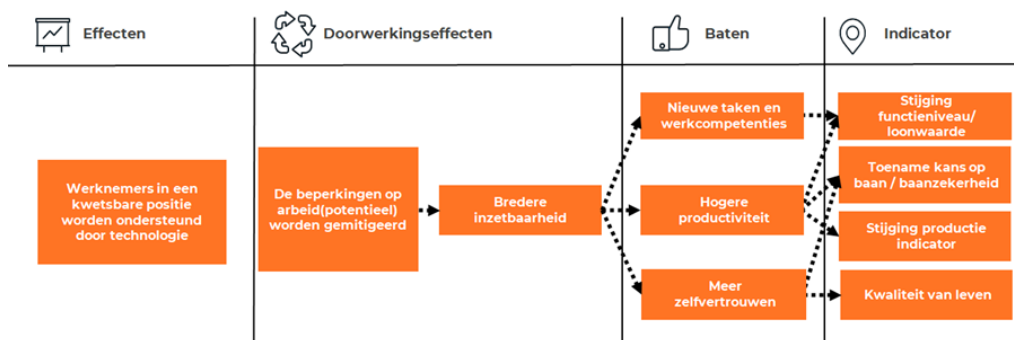 Effecten
Doorwerkingseffecten
Baten
Indicator
Werknemers in een
kwetsbare positie
worden ondersteund
door technologie
De beperkingen op
arbeid(potentieel)
worden gemitigeerd
Bredere
inzetbaarheid
Nieuwe taken en
werkcompetenties
Hogere
productiviteit
Meer
zelfvertrouwen
Stijging
functieniveau/
loonwaarde
Toename kans op
baan / baanzekerheid
Stijging productie
indicator
Kwaliteit van leven